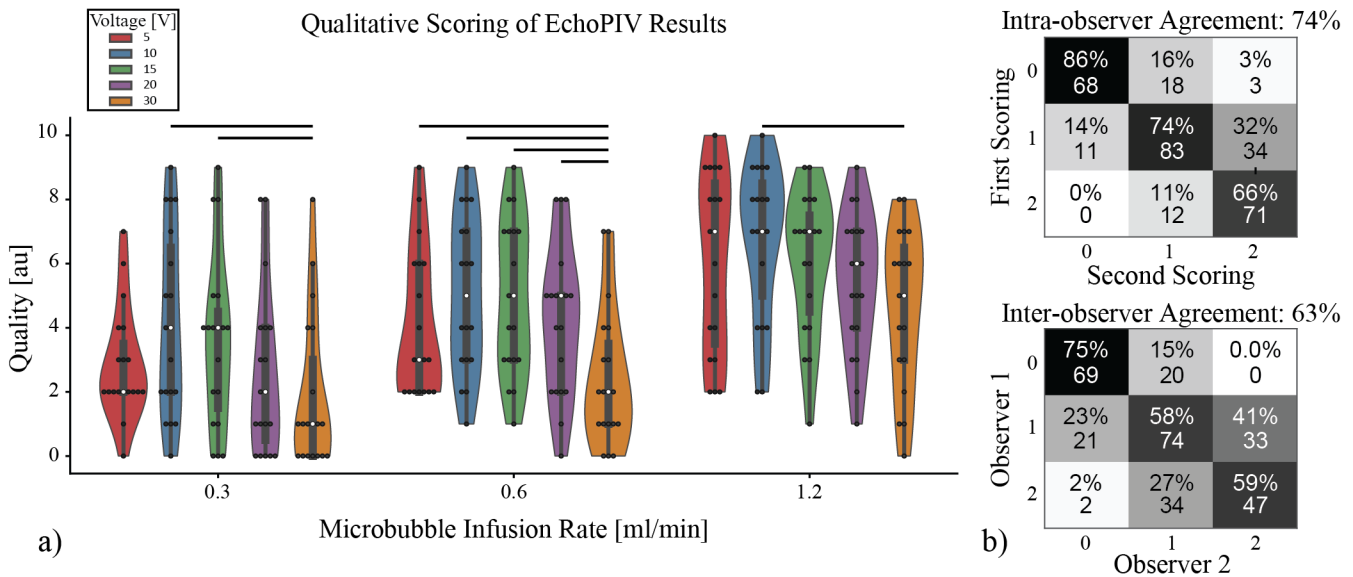 Voltage [V]
5
10
15
20
30
Qualitative Scoring of EchoPIV Results
Quality [au]
10
8
6
4
2
0
0.3
0.6
1.2
Microbubble Infusion Rate [ml/min]
a)
Intra-observer Agreement: 74%
First Scoring
0
86% 16% 3%
68 18 3
1
14% 74% 32%
11 83 34
2
0% 11% 66%
0 12 71
0 1 2
Second Scoring
Inter-observer Agreement: 63%
Observer 1
0
75% 15% 0.0%
69 20 0
1
23% 58% 41%
21 74 33
2
2% 27% 59%
2 34 47
0 1 2
Observer 2
b)